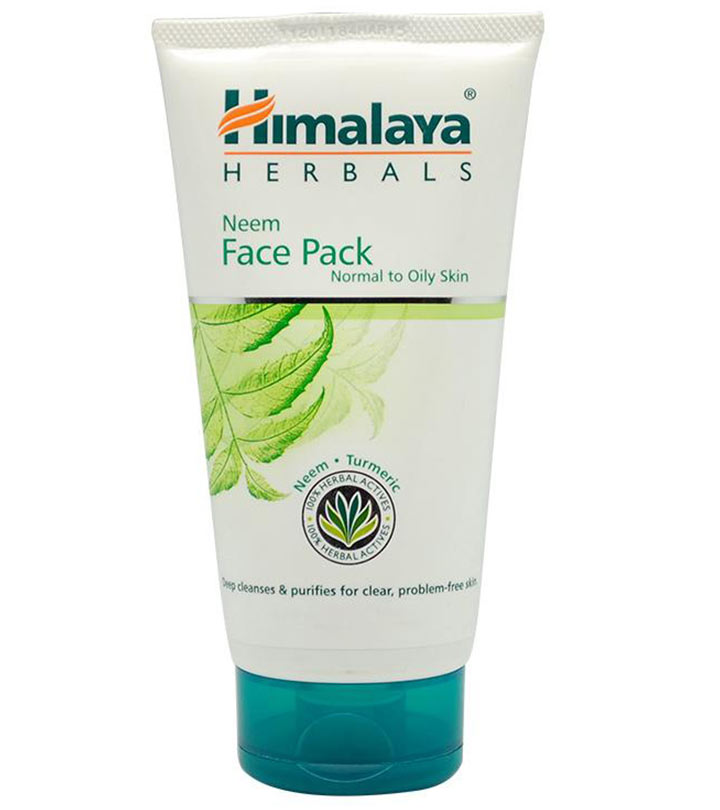 Himalaya®
HERBALS
Neem
Face Pack
Normal to Oily Skin
Neem • Turmeric
100% HERBAL ACTIVES • 100% HERBAL ACTIVES •
Deep cleanses & purifies for clear, problem-free skin.